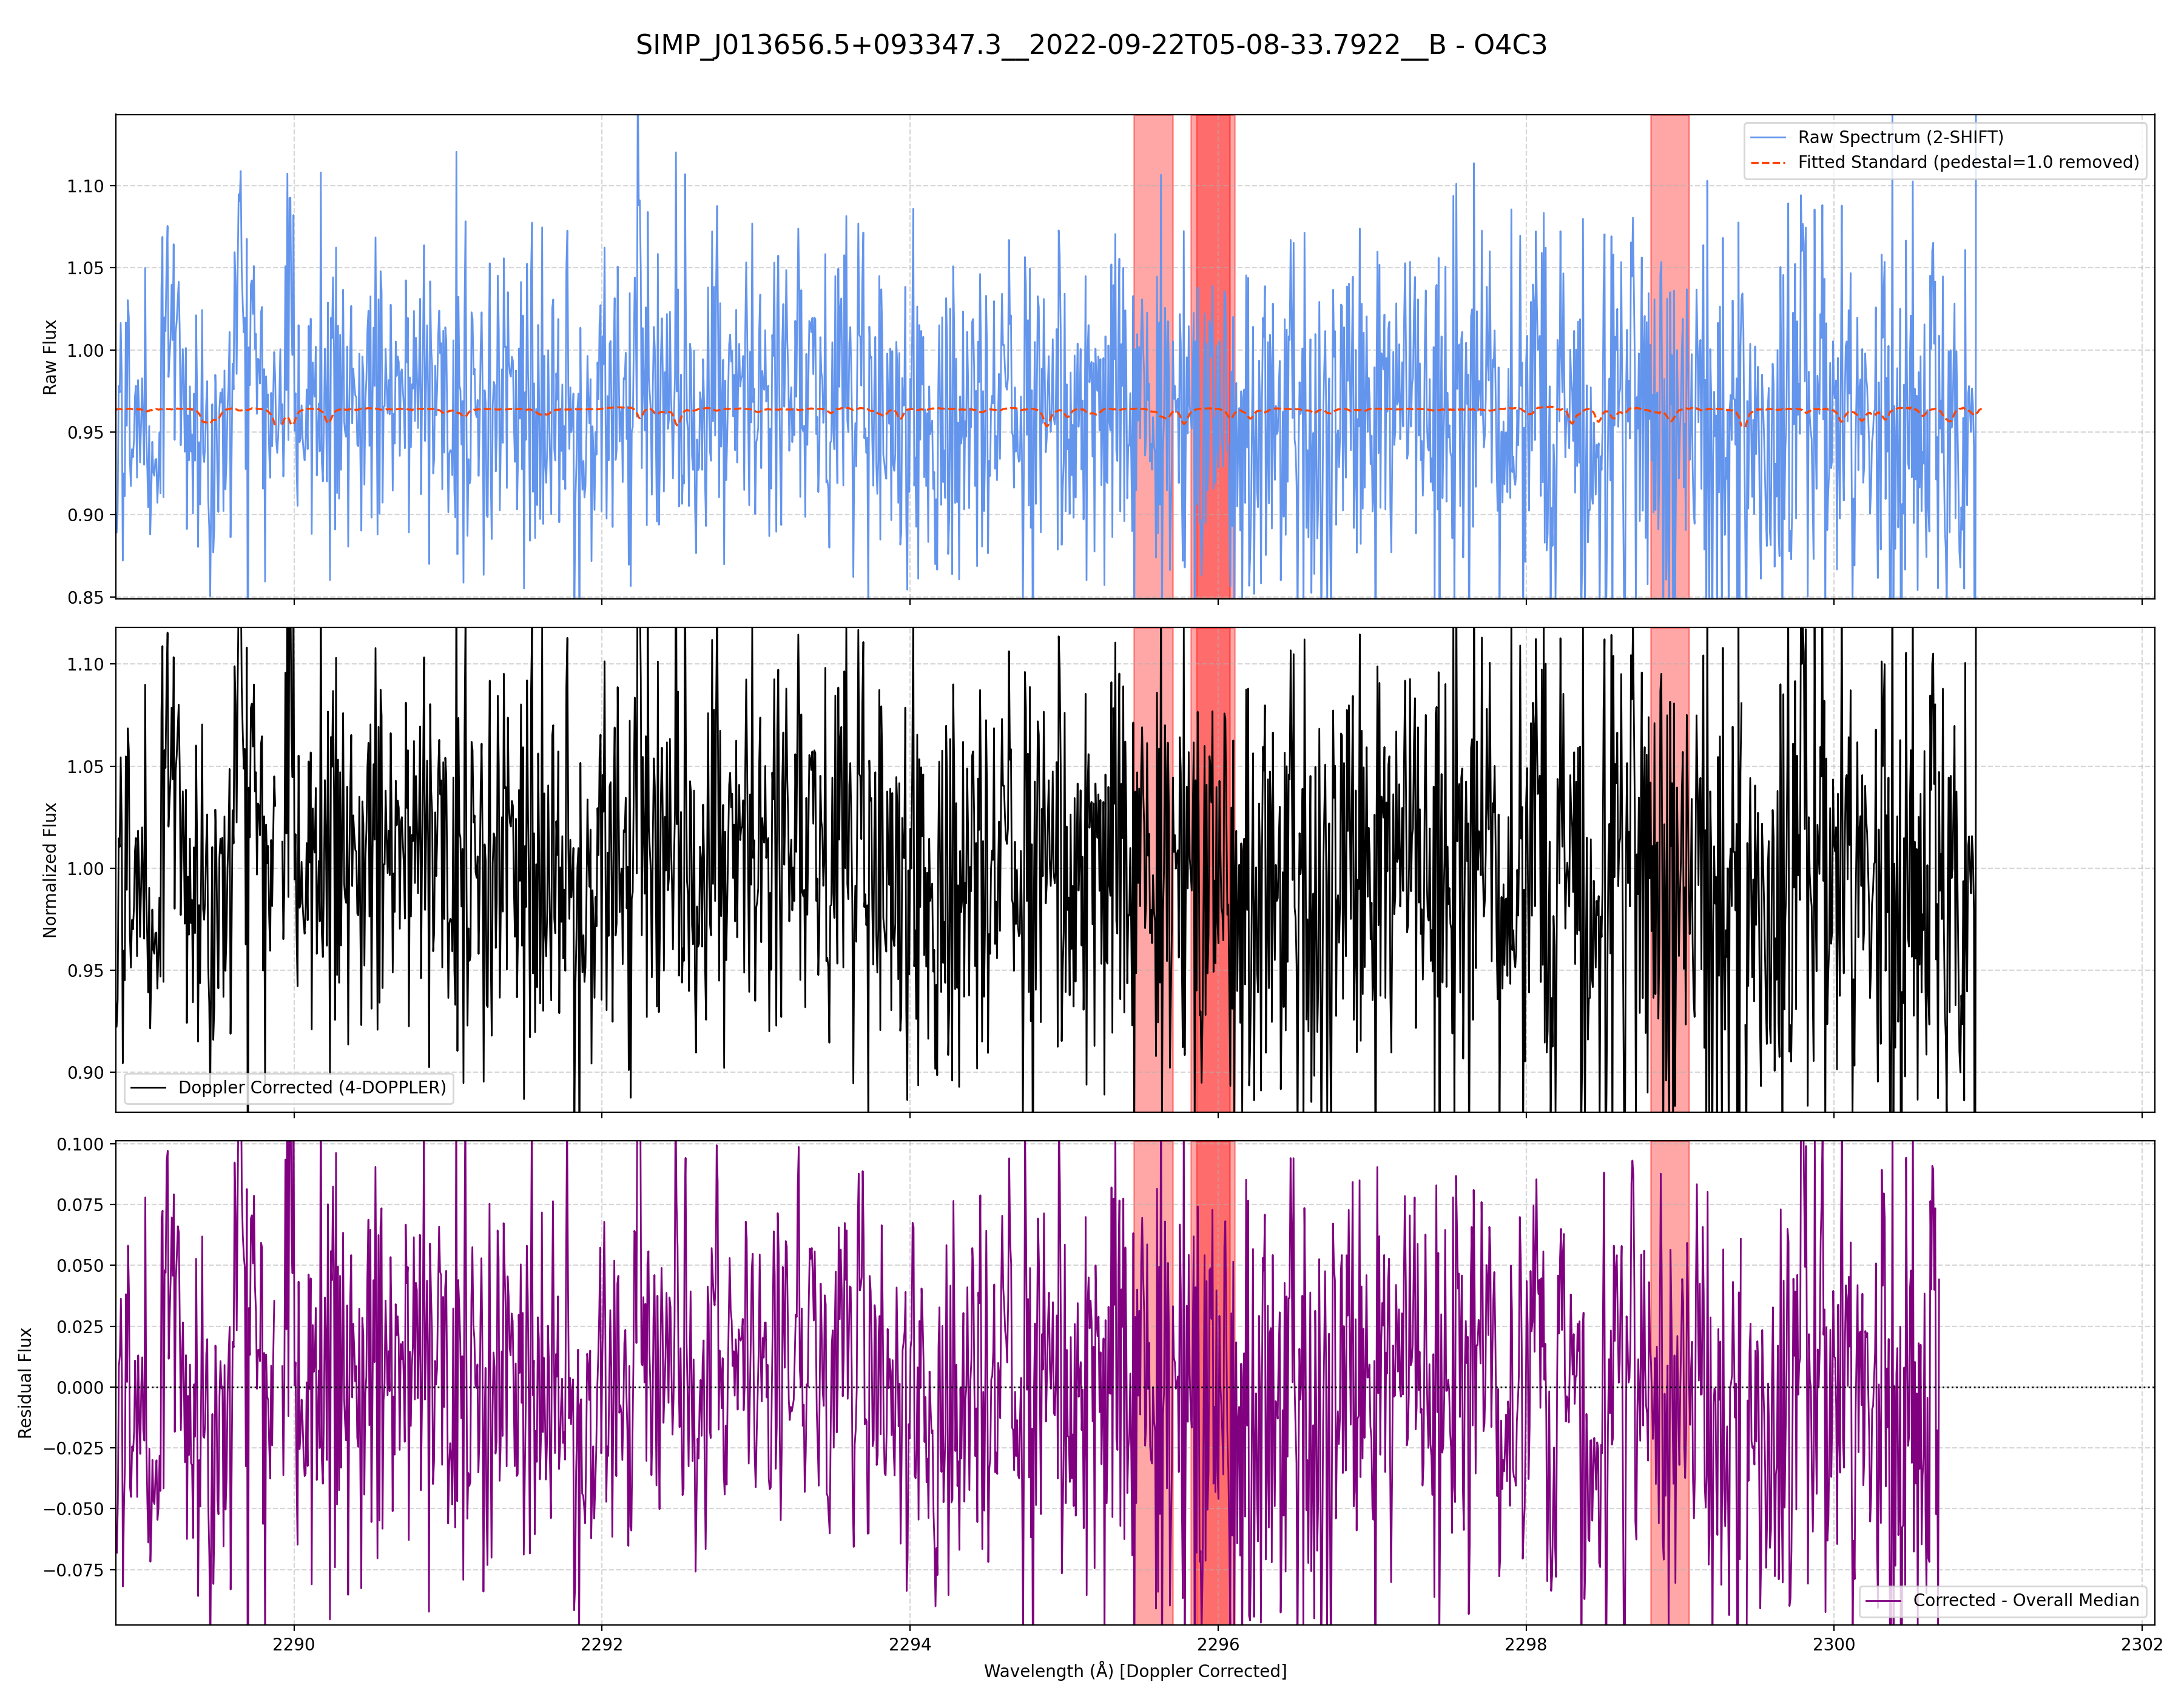 SIMP_J013656.5+093347.3__2022-09-22T05-08-33.7922__B - O4C3
Raw Flux
1.10
1.05
1.00
0.95
0.90
0.85
Raw Spectrum (2-SHIFT)
Fitted Standard (pedestal=1.0 removed)
Normalized Flux
1.10
1.05
1.00
0.95
0.90
Doppler Corrected (4-DOPPLER)
Residual Flux
0.100
0.075
0.050
0.025
0.000
−0.025
−0.050
−0.075
Corrected - Overall Median
2290
2292
2294
2296
2298
2300
2302
Wavelength (Å) [Doppler Corrected]